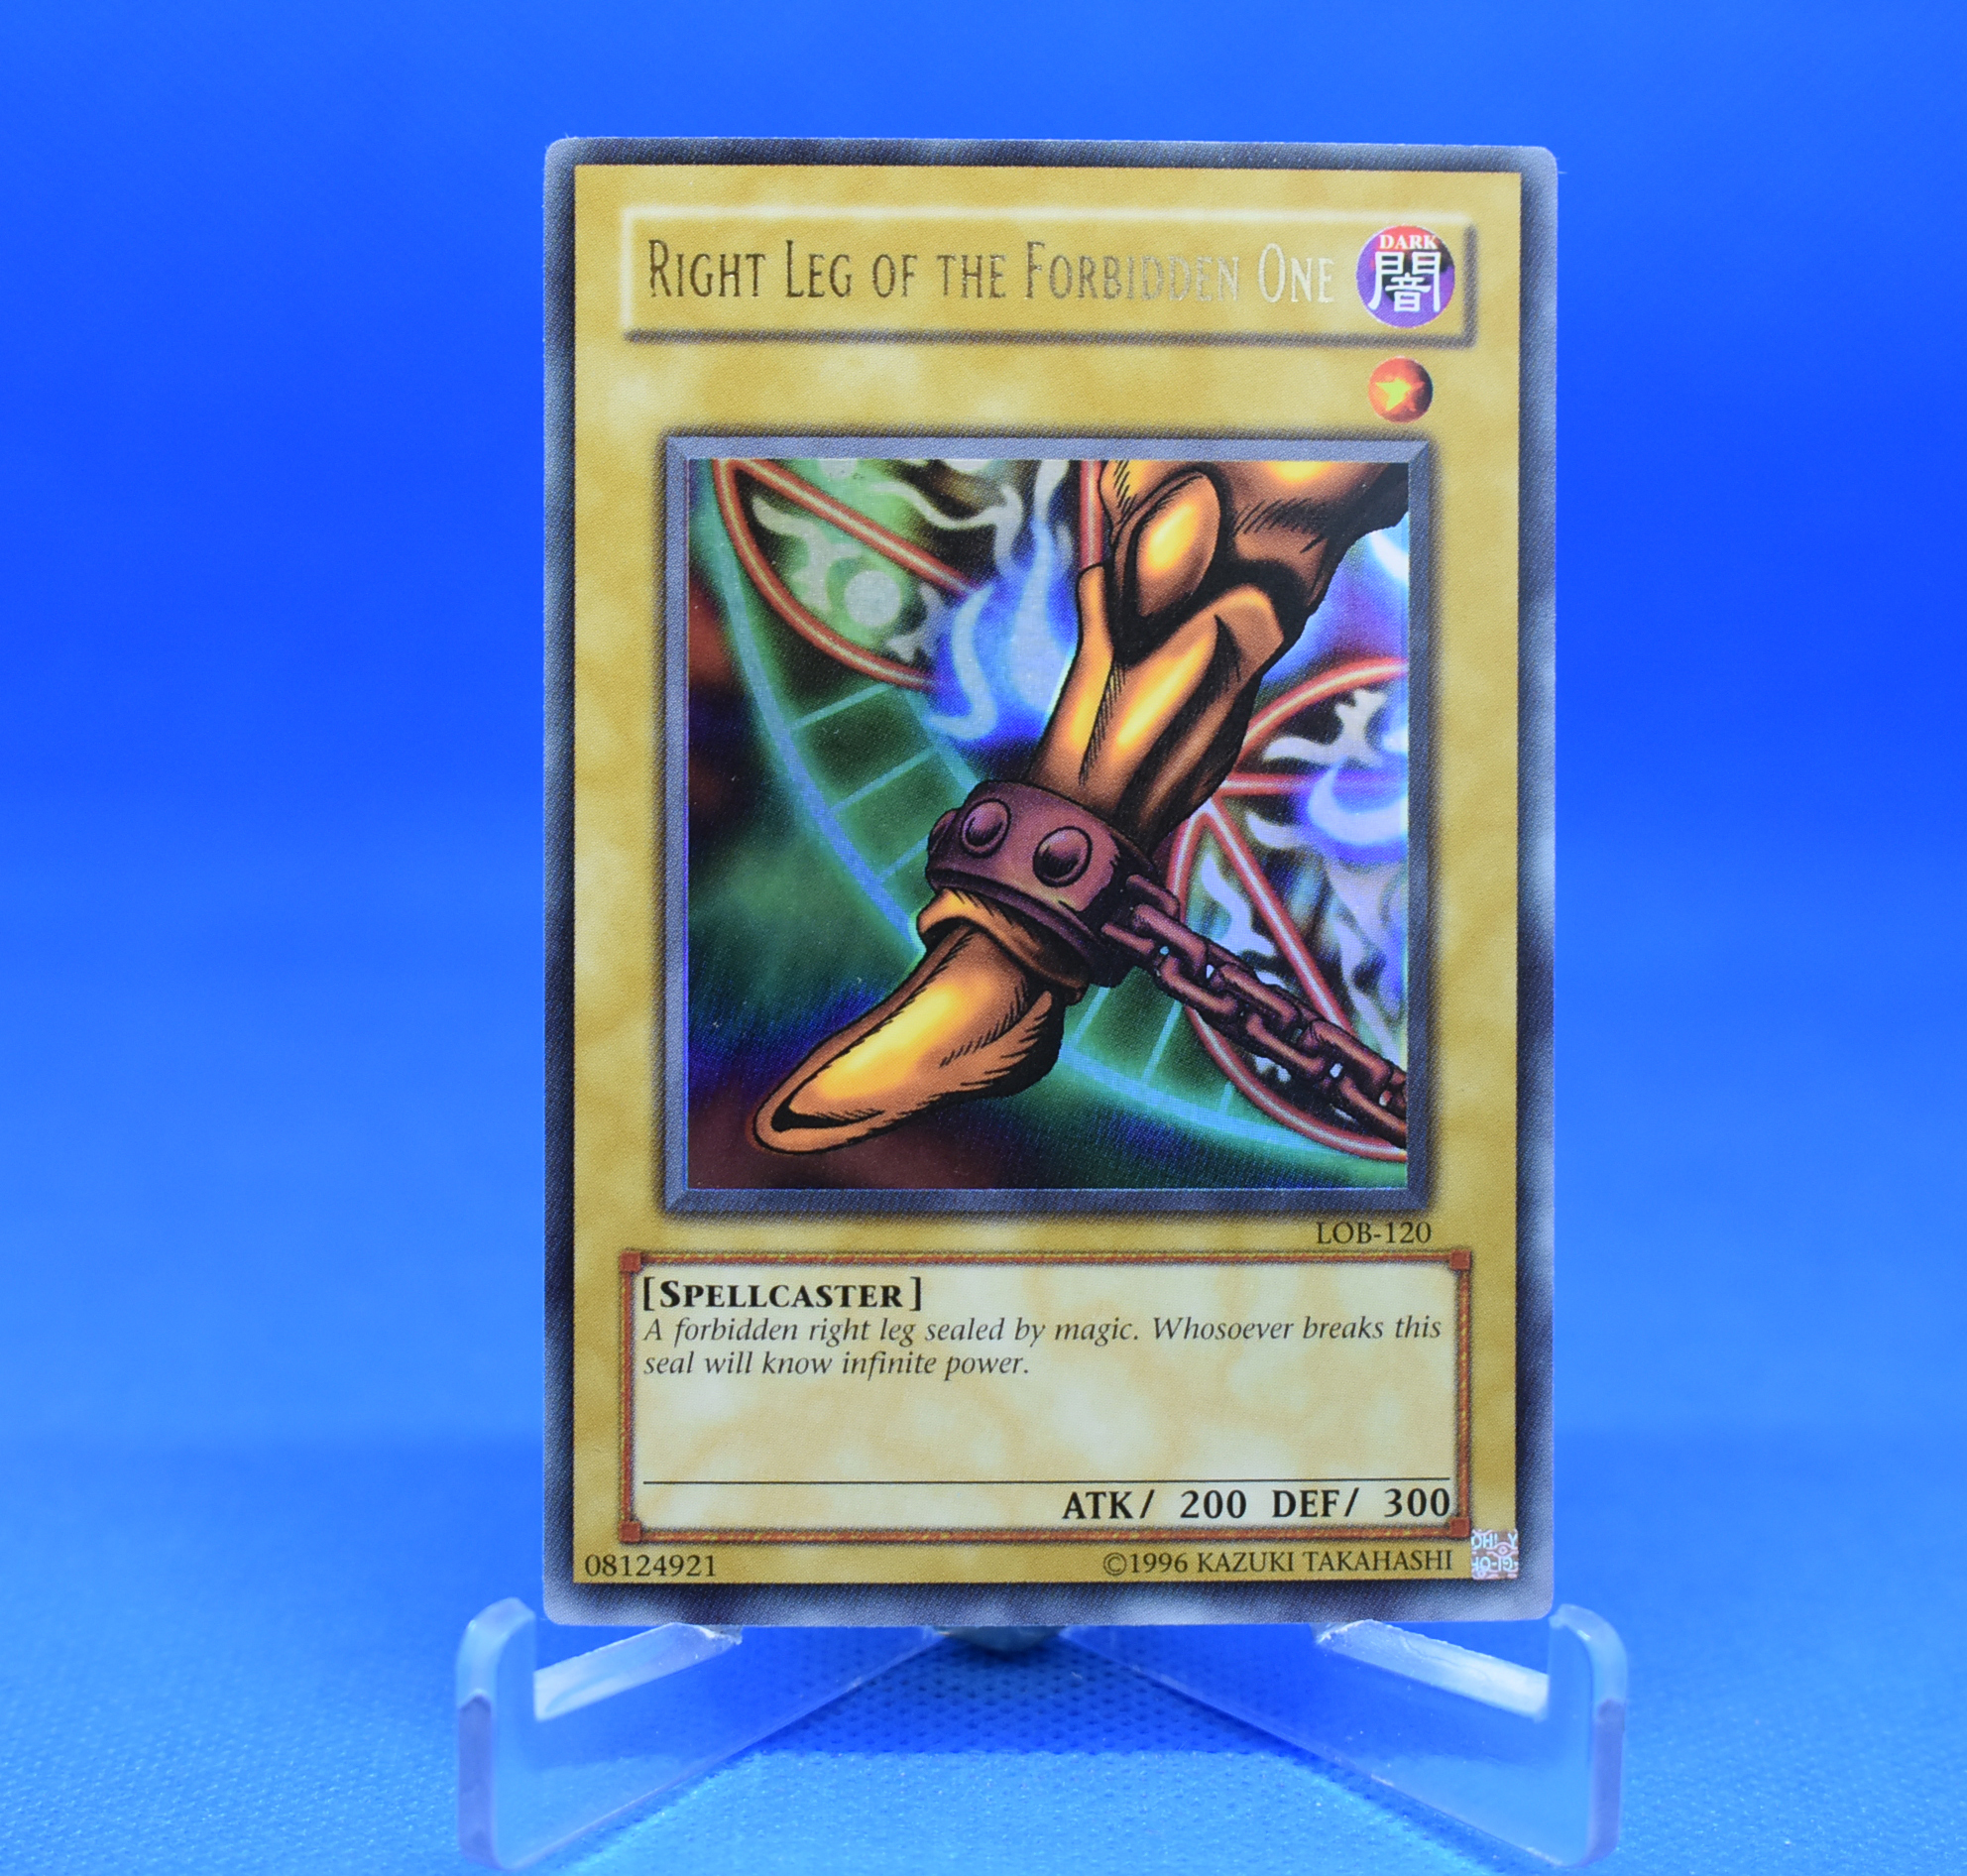 RIGHT LEG OF THE FORBIDDEN ONE
DARK
闇
LOB-120
[SPELLCASTER]
A forbidden right leg sealed by magic. Whosoever breaks this
seal will know infinite power.
ATK/ 200 DEF/ 300
08124921
©1996 KAZUKI TAKAHASHI